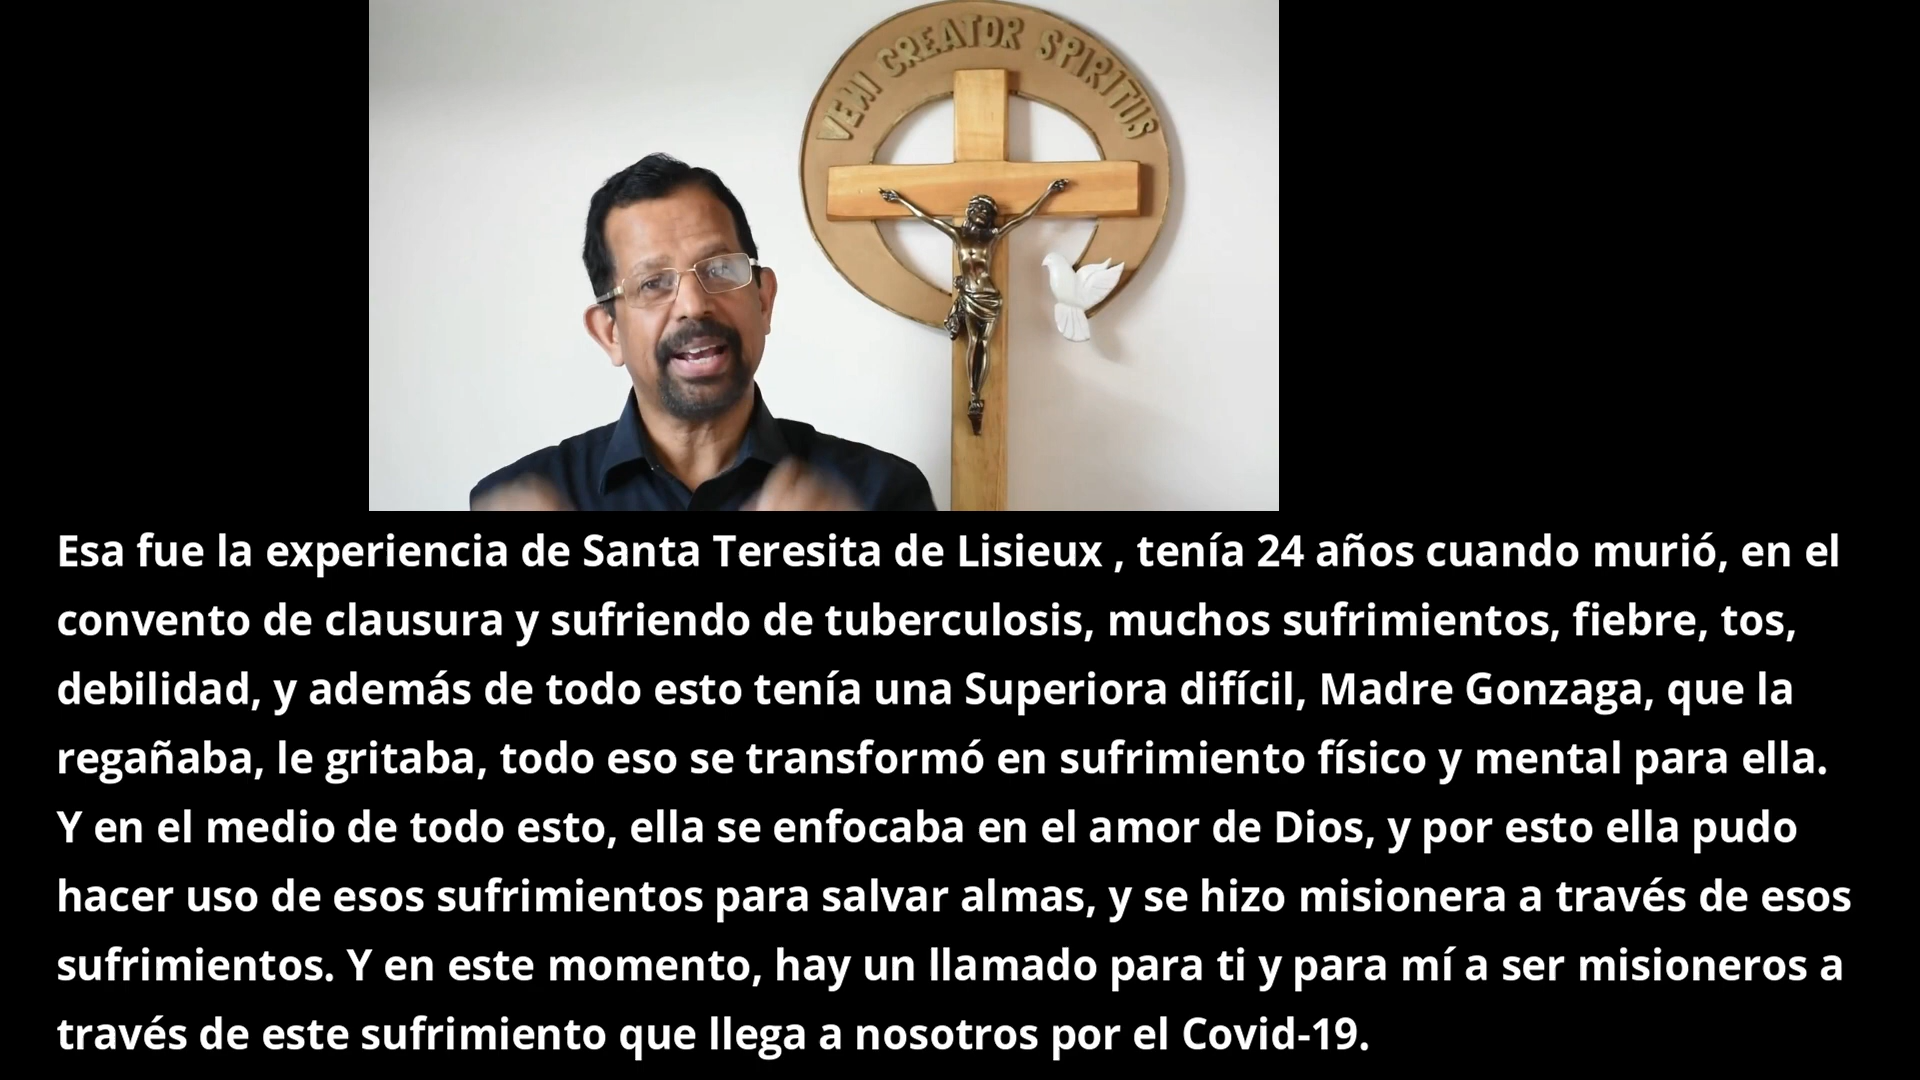 VENI CREATOR SPIRITUS
Esa fue la experiencia de Santa Teresita de Lisieux , tenía 24 años cuando murió, en el
convento de clausura y sufriendo de tuberculosis, muchos sufrimientos, fiebre, tos,
debilidad, y además de todo esto tenía una Superiora difícil, Madre Gonzaga, que la
regañaba, le gritaba, todo eso se transformó en sufrimiento físico y mental para ella.
Y en el medio de todo esto, ella se enfocaba en el amor de Dios, y por esto ella pudo
hacer uso de esos sufrimientos para salvar almas, y se hizo misionera a través de esos
sufrimientos. Y en este momento, hay un llamado para ti y para mí a ser misioneros a
través de este sufrimiento que llega a nosotros por el Covid-19.